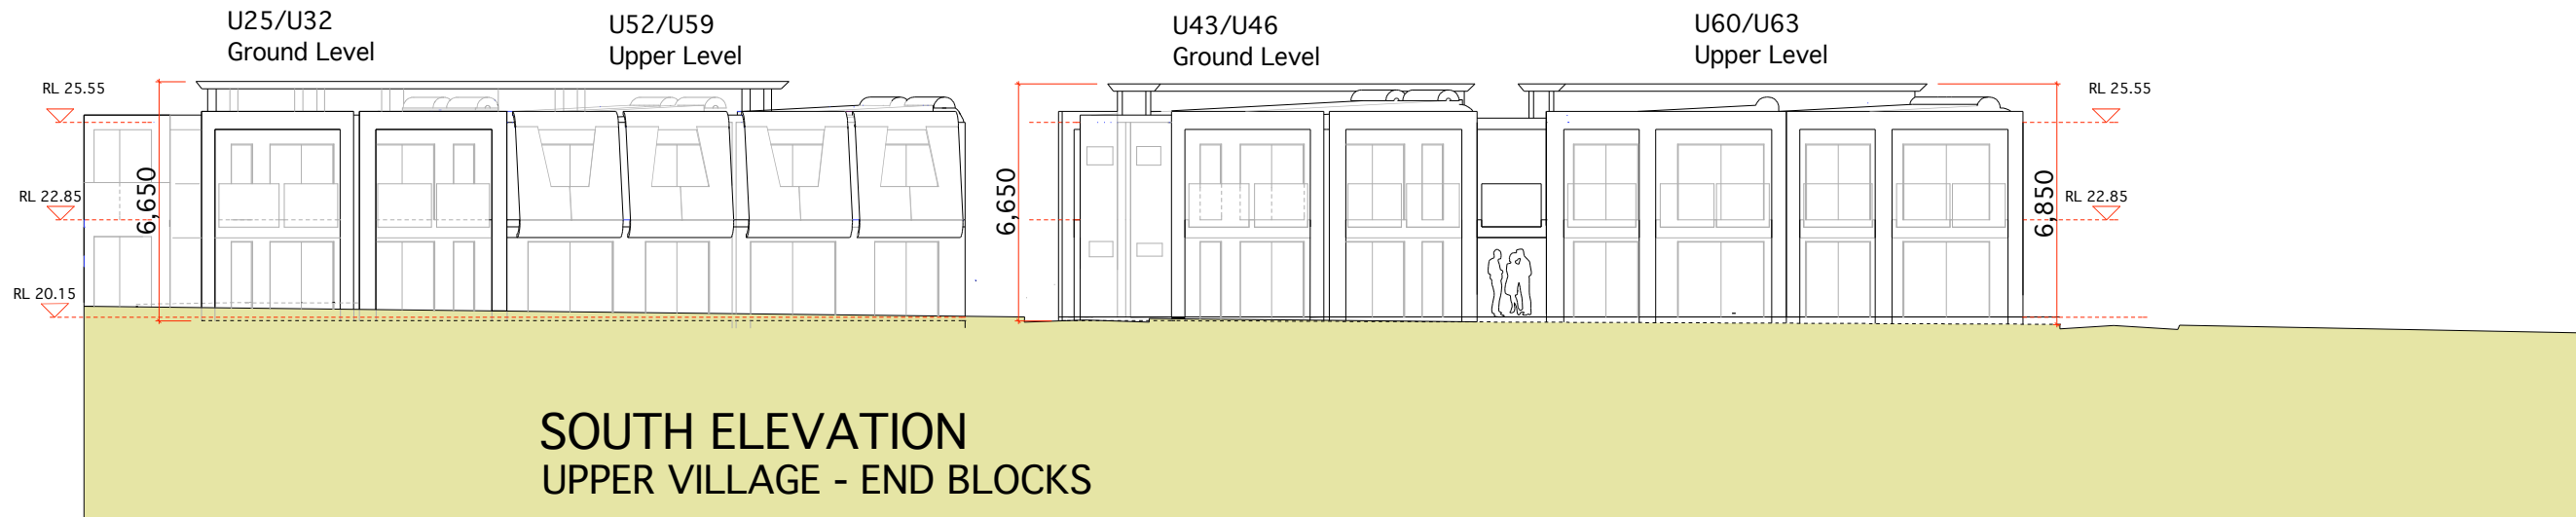 U25/U32
Ground Level
U52/U59
Upper Level
U43/U46
Ground Level
U60/U63
Upper Level
RL 25.55
RL 22.85
RL 20.15
6,650
6,650
6,850
RL 25.55
RL 22.85
SOUTH ELEVATION
UPPER VILLAGE - END BLOCKS